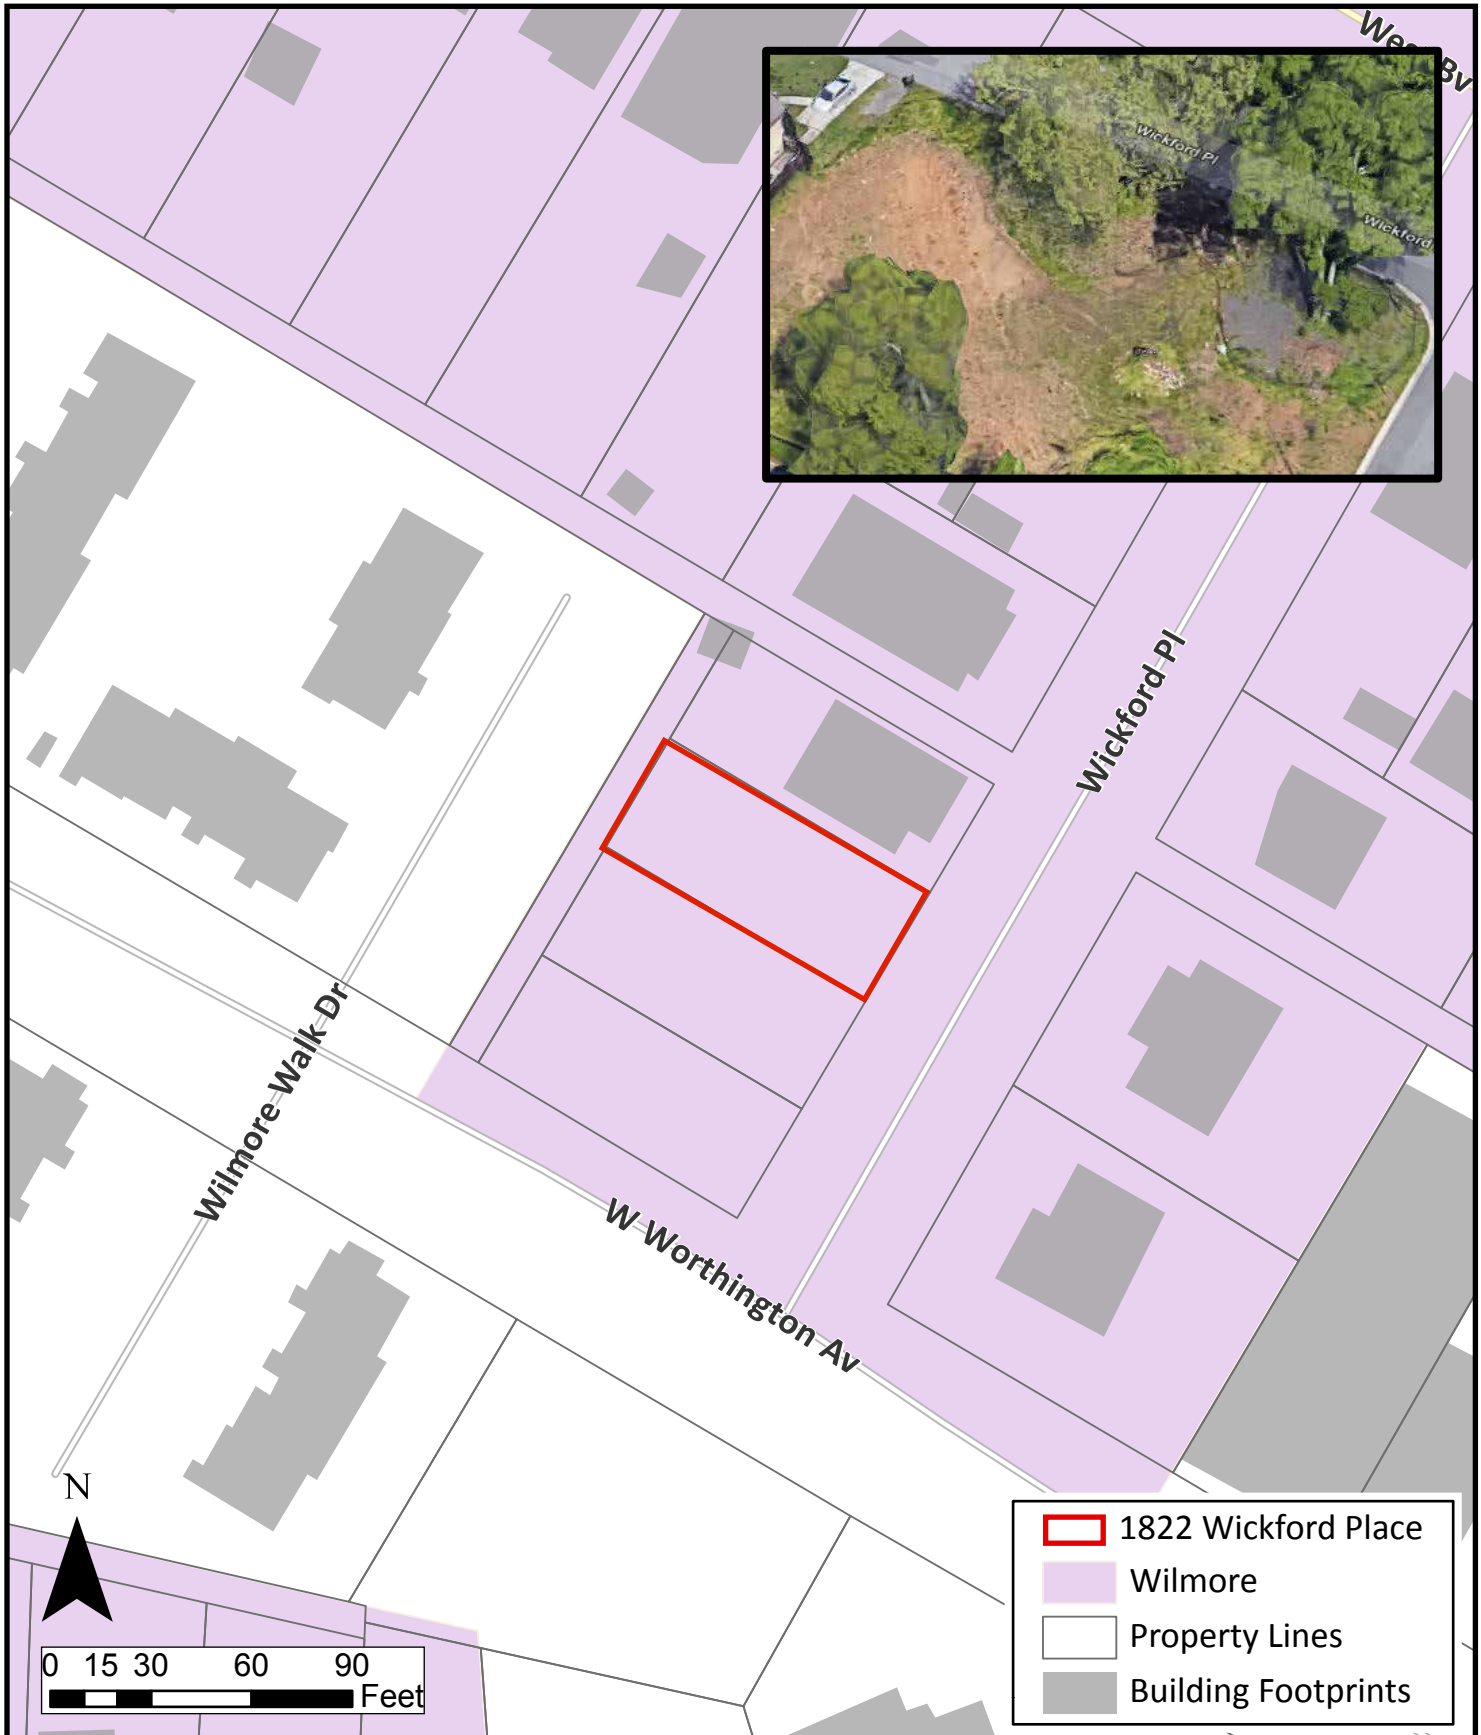 Wickford Pl
Wickford
Wickford Pl
Wilmore Walk Dr
W Worthington Av
N
0 15 30 60 90
Feet
1822 Wickford Place
Wilmore
Property Lines
Building Footprints